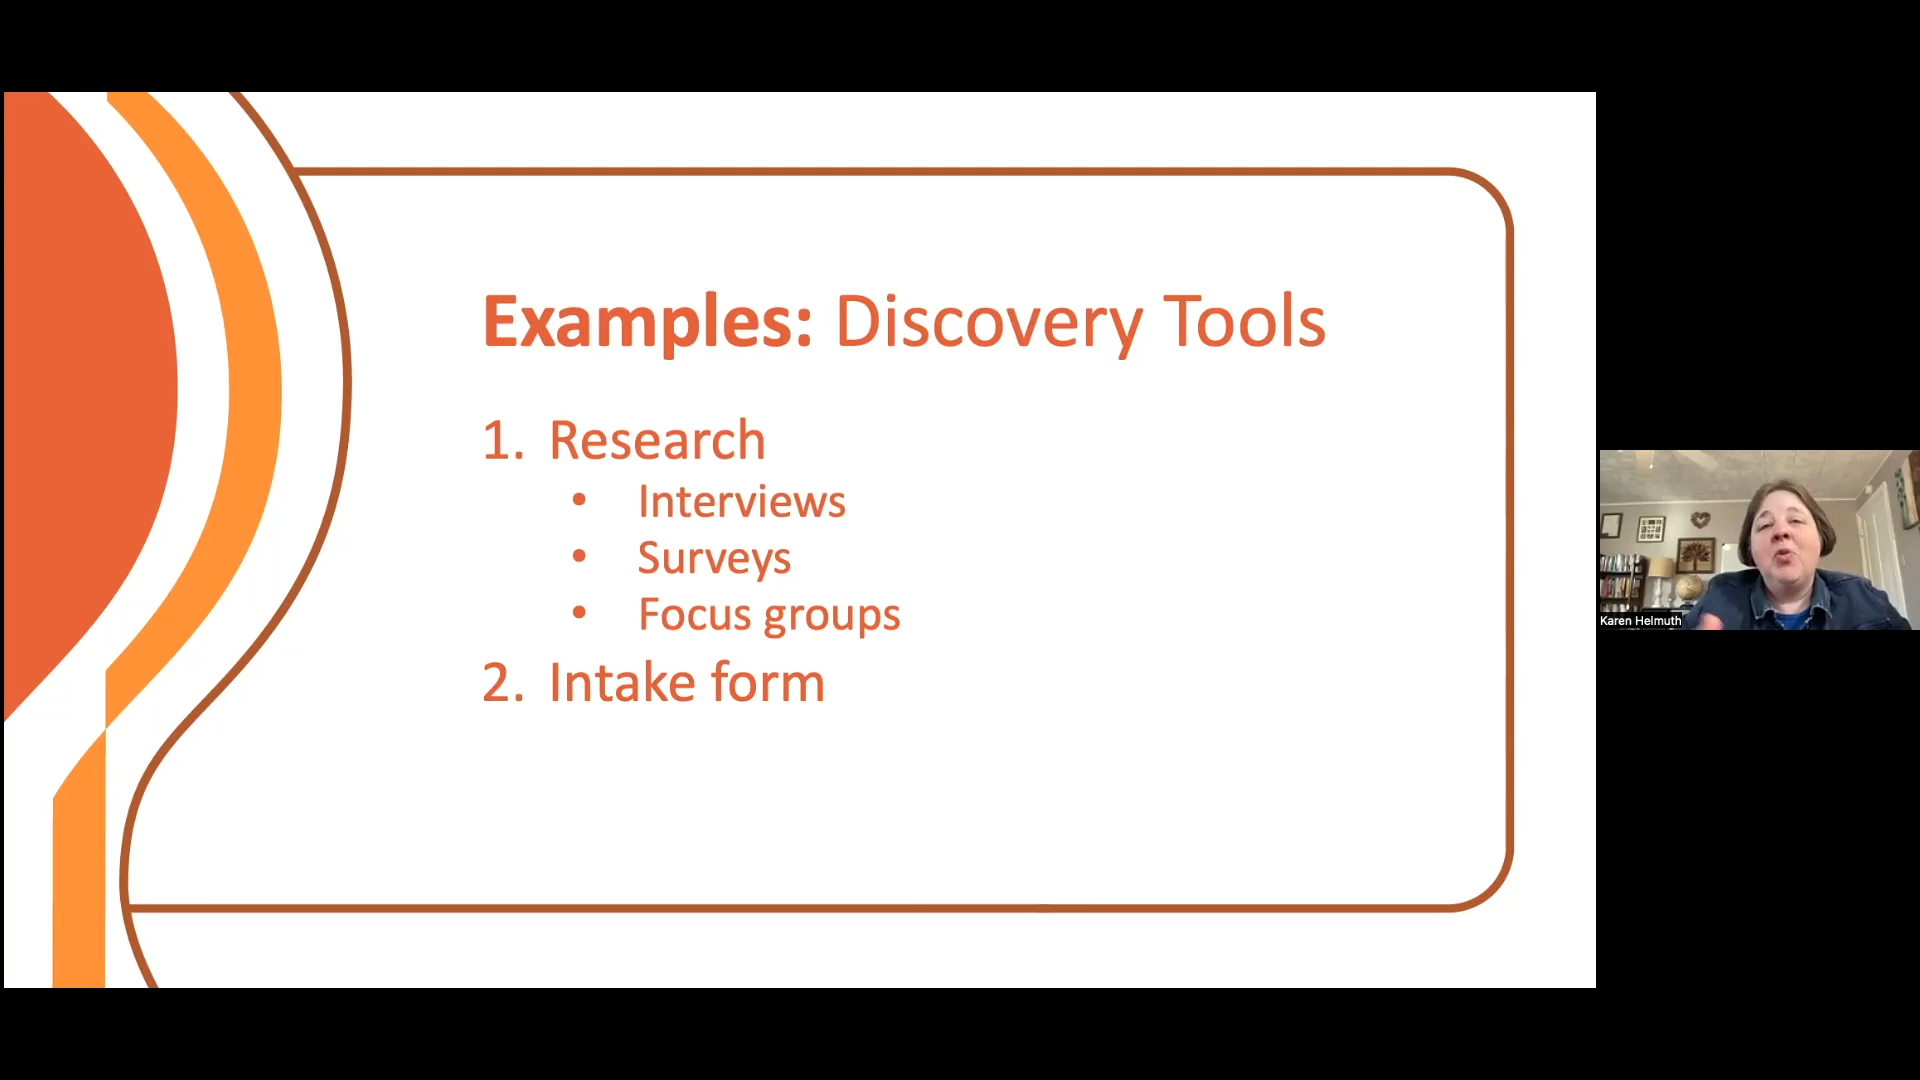 Examples: Discovery Tools
1. Research
• Interviews
• Surveys
• Focus groups
2. Intake form
Karen Helmuth